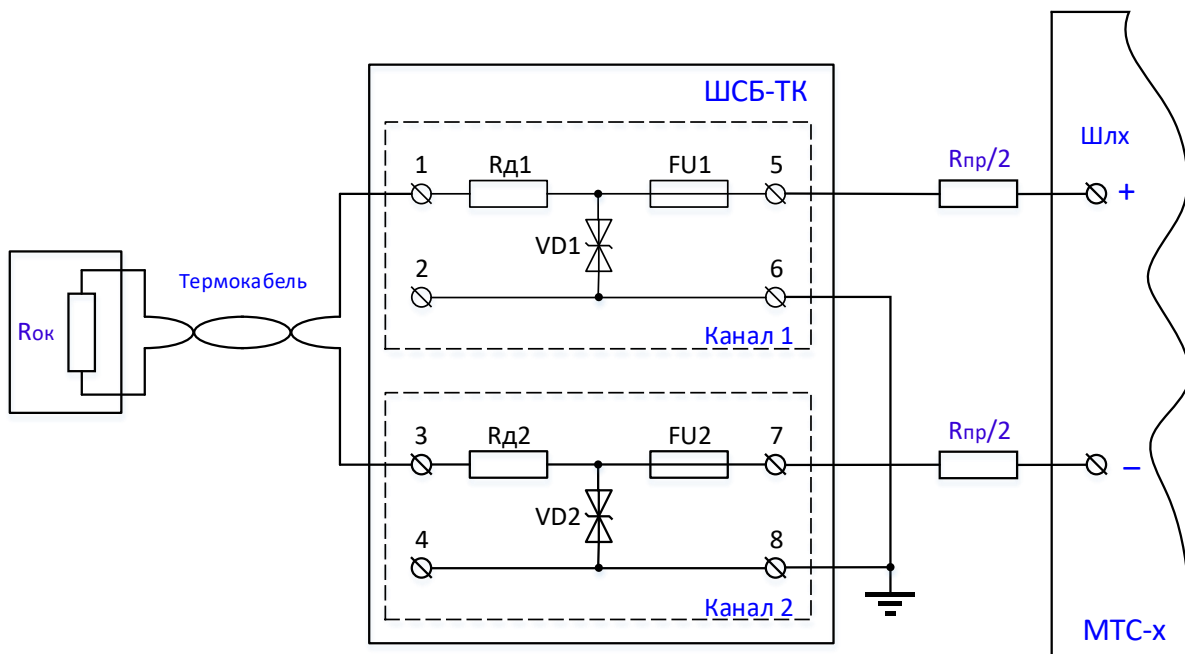 ШСБ-ТК
Шлх
1
Rд1
FU1
5
Rпр/2
+
VD1
2
6
Термокабель
Rок
Канал 1
3
Rд2
FU2
7
Rпр/2
–
VD2
4
8
Канал 2
МТС-х